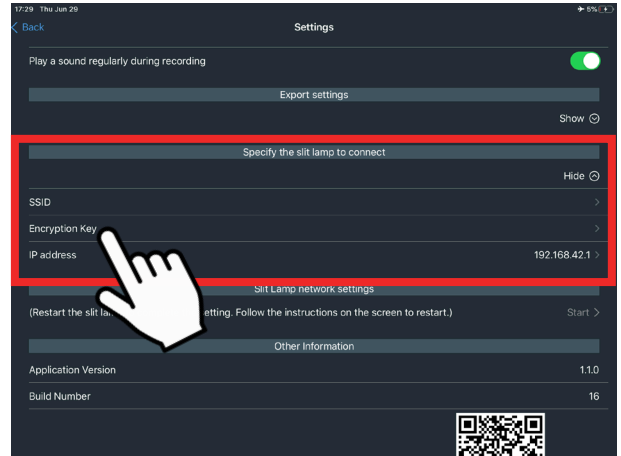 17:29 Thu Jun 29
5%
Back
Settings
Play a sound regularly during recording
Export settings
Show
Specify the slit lamp to connect
Hide
SSID
Encryption Key
IP address 192.168.42.1
Slit Lamp network settings
(Restart the slit etting. Follow the instructions on the screen to restart.) Start
Other Information
Application Version 1.1.0
Build Number 16